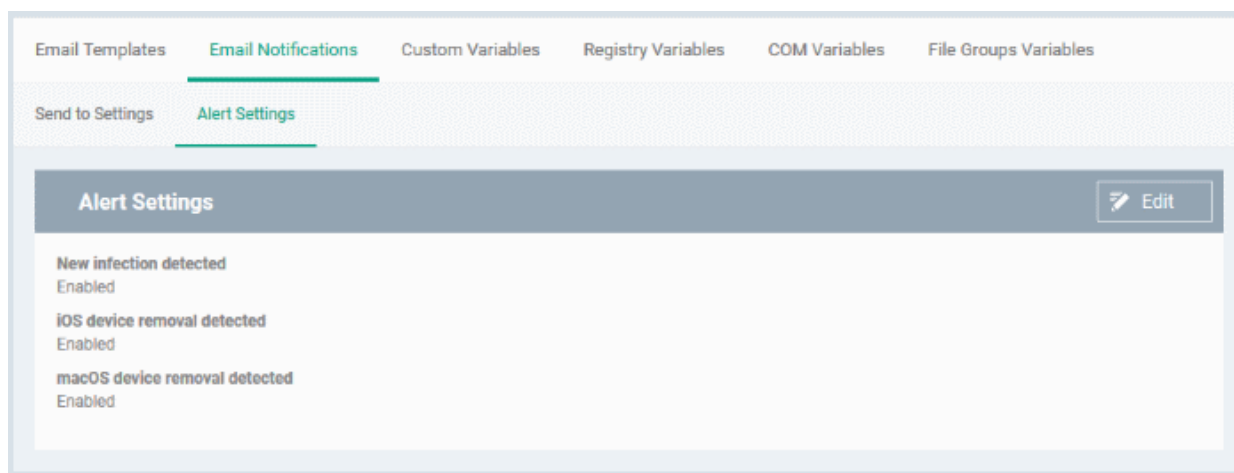 Email Templates Email Notifications Custom Variables Registry Variables COM Variables File Groups Variables
Send to Settings Alert Settings
Alert Settings Edit
New infection detected
Enabled
iOS device removal detected
Enabled
macOS device removal detected
Enabled